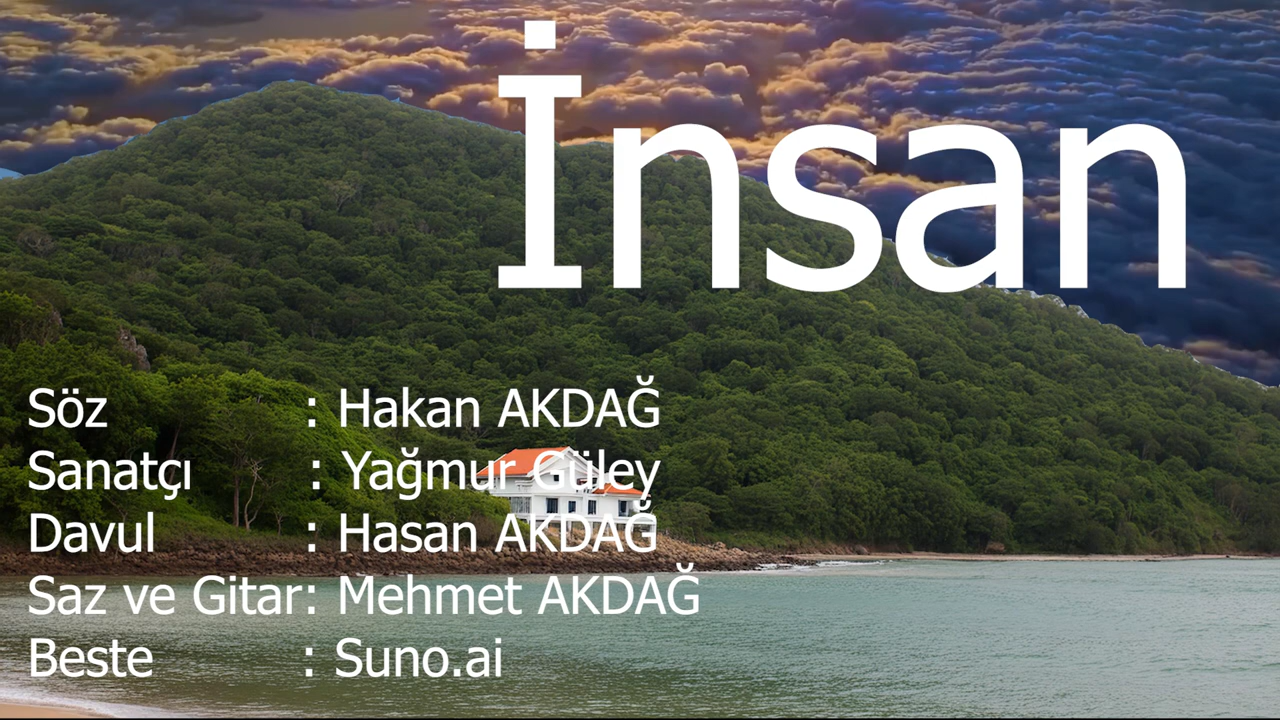 İnsan
Söz : Hakan AKDAĞ
Sanatçı : Yağmur Güley
Davul : Hasan AKDAĞ
Saz ve Gitar: Mehmet AKDAĞ
Beste : Suno.ai